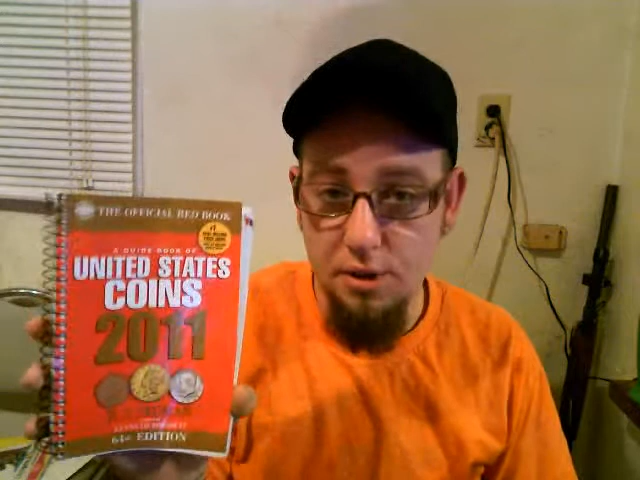 THE OFFICIAL RED BOOK
A GUIDE BOOK OF
UNITED STATES
COINS
2011
64TH EDITION